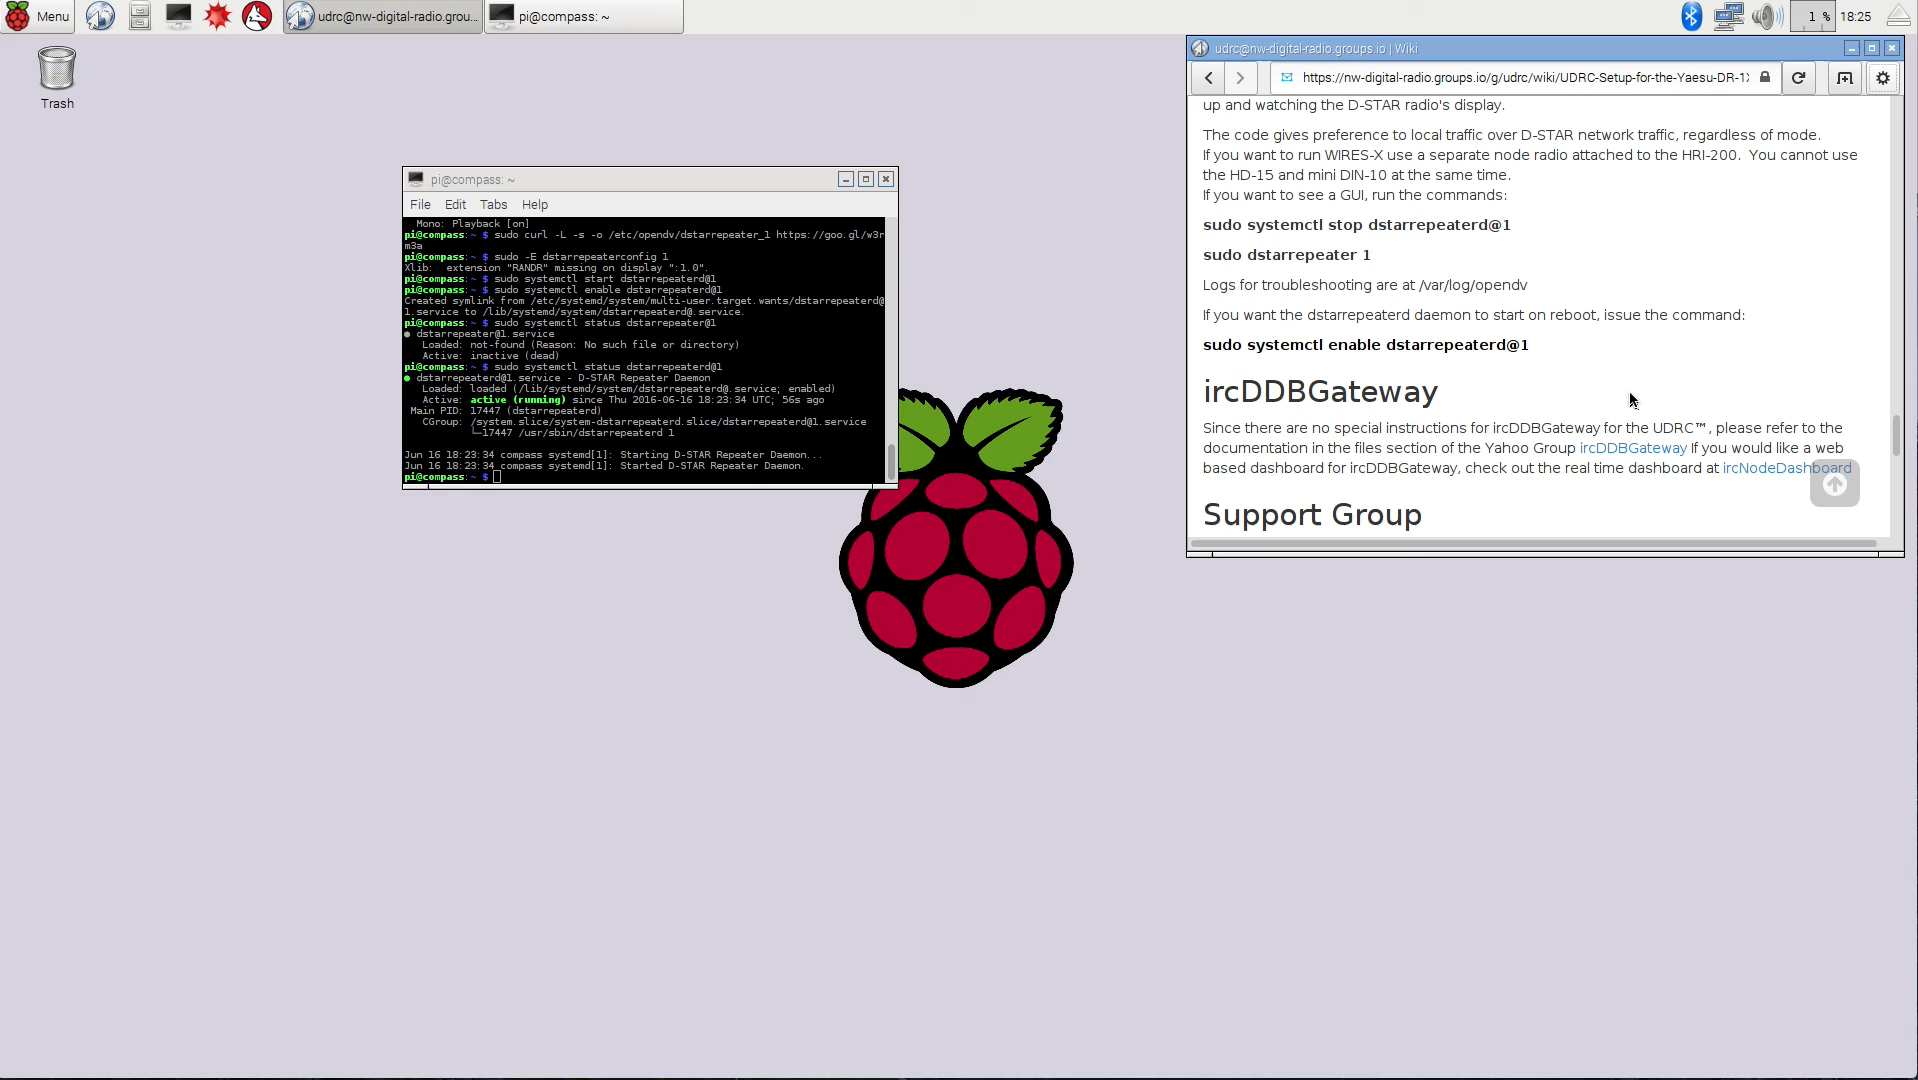 Menu
udrc@nw-digital-radio.grou...
pi@compass: ~
1 %
18:25
Trash
pi@compass: ~
File Edit Tabs Help
Mono: Playback [on]
pi@compass:~ $ sudo curl -L -s -o /etc/opendv/dstarrepeater_1 https://goo.gl/w3r
m3a
pi@compass:~ $ sudo -E dstarrepeaterconfig 1
Xlib:  extension "RANDR" missing on display ":1.0".
pi@compass:~ $ sudo systemctl start dstarrepeaterd@1
pi@compass:~ $ sudo systemctl enable dstarrepeaterd@1
Created symlink from /etc/systemd/system/multi-user.target.wants/dstarrepeaterd@
1.service to /lib/systemd/system/dstarrepeaterd@.service.
pi@compass:~ $ sudo systemctl status dstarrepeater@1
● dstarrepeater@1.service
Loaded: not-found (Reason: No such file or directory)
Active: inactive (dead)
pi@compass:~ $ sudo systemctl status dstarrepeaterd@1
● dstarrepeaterd@1.service - D-STAR Repeater Daemon
Loaded: loaded (/lib/systemd/system/dstarrepeaterd@.service; enabled)
Active: active (running) since Thu 2016-06-16 18:23:34 UTC; 56s ago
Main PID: 17447 (dstarrepeaterd)
CGroup: /system.slice/system-dstarrepeaterd.slice/dstarrepeaterd@1.service
└─17447 /usr/sbin/dstarrepeaterd 1
Jun 16 18:23:34 compass systemd[1]: Starting D-STAR Repeater Daemon...
Jun 16 18:23:34 compass systemd[1]: Started D-STAR Repeater Daemon.
pi@compass:~ $
udrc@nw-digital-radio.groups.io | Wiki
https://nw-digital-radio.groups.io/g/udrc/wiki/UDRC-Setup-for-the-Yaesu-DR-1X
up and watching the D-STAR radio's display.
The code gives preference to local traffic over D-STAR network traffic, regardless of mode.
If you want to run WIRES-X use a separate node radio attached to the HRI-200.  You cannot use
the HD-15 and mini DIN-10 at the same time.
If you want to see a GUI, run the commands:
sudo systemctl stop dstarrepeaterd@1
sudo dstarrepeater 1
Logs for troubleshooting are at /var/log/opendv
If you want the dstarrepeaterd daemon to start on reboot, issue the command:
sudo systemctl enable dstarrepeaterd@1
ircDDBGateway
Since there are no special instructions for ircDDBGateway for the UDRC™, please refer to the
documentation in the files section of the Yahoo Group ircDDBGateway If you would like a web
based dashboard for ircDDBGateway, check out the real time dashboard at ircNodeDashboard
Support Group